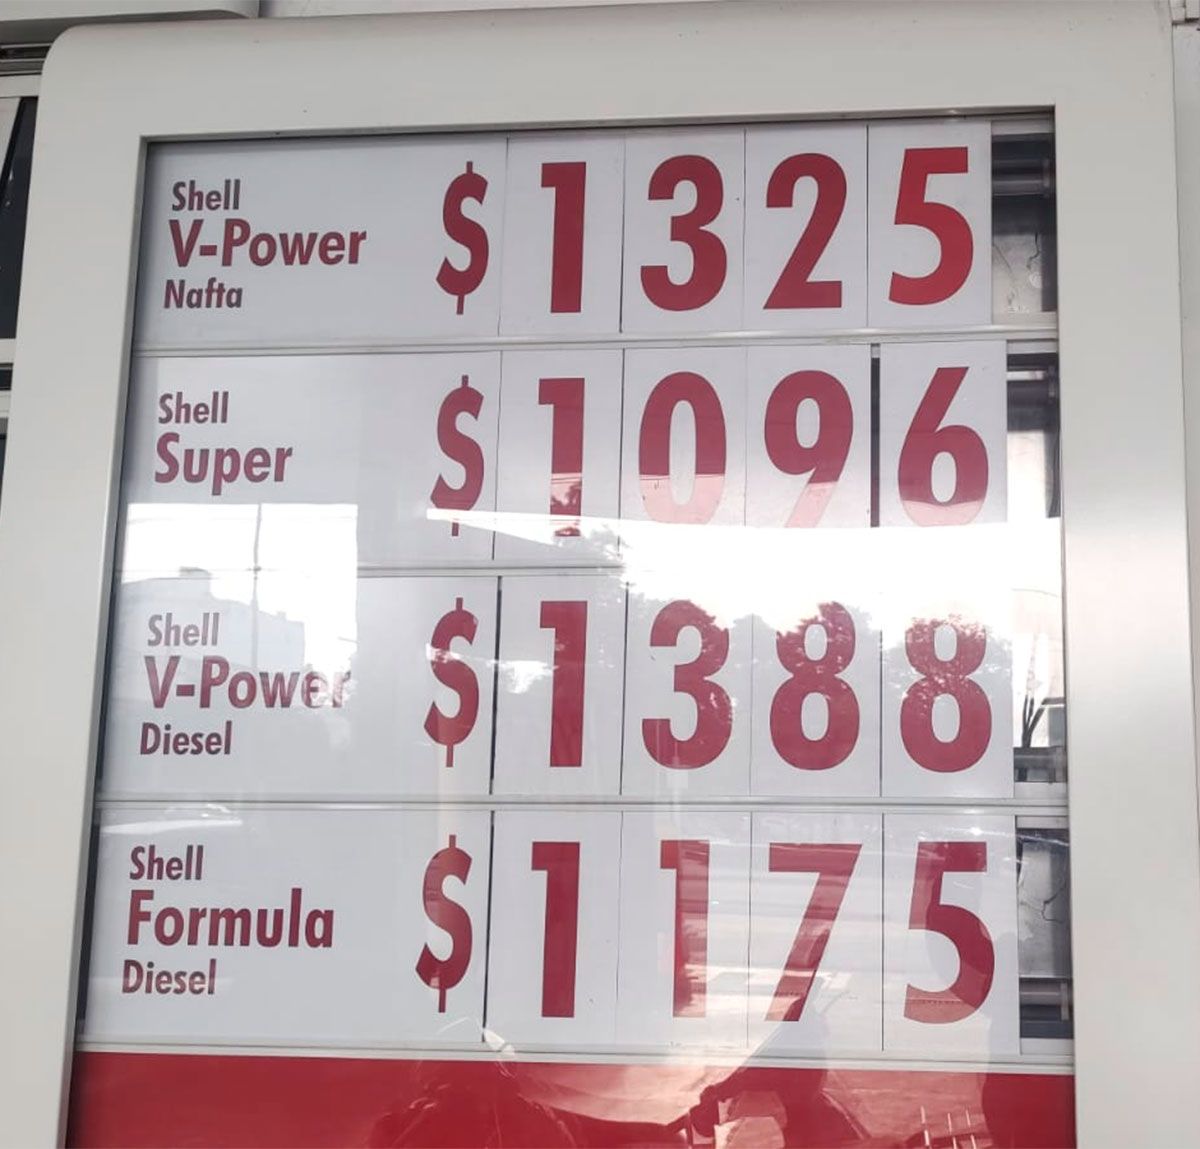 Shell
V-Power
Nafta
$ 1325
Shell
Super
$ 1096
Shell
V-Power
Diesel
$ 1388
Shell
Formula
Diesel
$ 1175